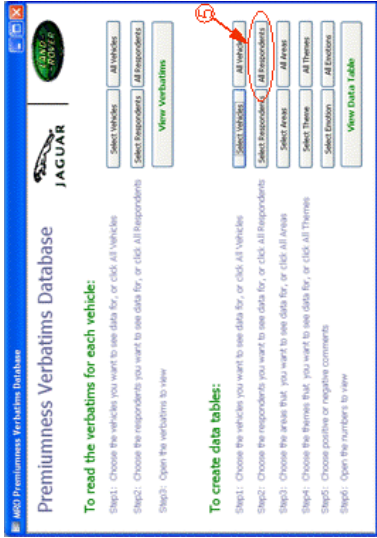 MRO Premiumness Verbatims Database
Premiumness Verbatims Database
JAGUAR
LAND
ROVER
To read the verbatims for each vehicle:
Step1: Choose the vehicles you want to see data for, or click All Vehicles
Select Vehicles All Vehicles
Step2: Choose the respondents you want to see data for, or click All Respondents
Select Respondents All Respondents
Step3: Open the verbatims to view
View Verbatims
5
To create data tables:
Step1: Choose the vehicles you want to see data for, or click All Vehicles
Select Vehicles All Vehicles
Step2: Choose the respondents you want to see data for, or click All Respondents
Select Respondents All Respondents
Step3: Choose the areas that you want to see data for, or click All Areas
Select Areas All Areas
Step4: Choose the themes that you want to see data for, or click All Themes
Select Theme All Themes
Step5: Choose positive or negative comments
Select Emotion All Emotions
Step6: Open the numbers to view
View Data Table